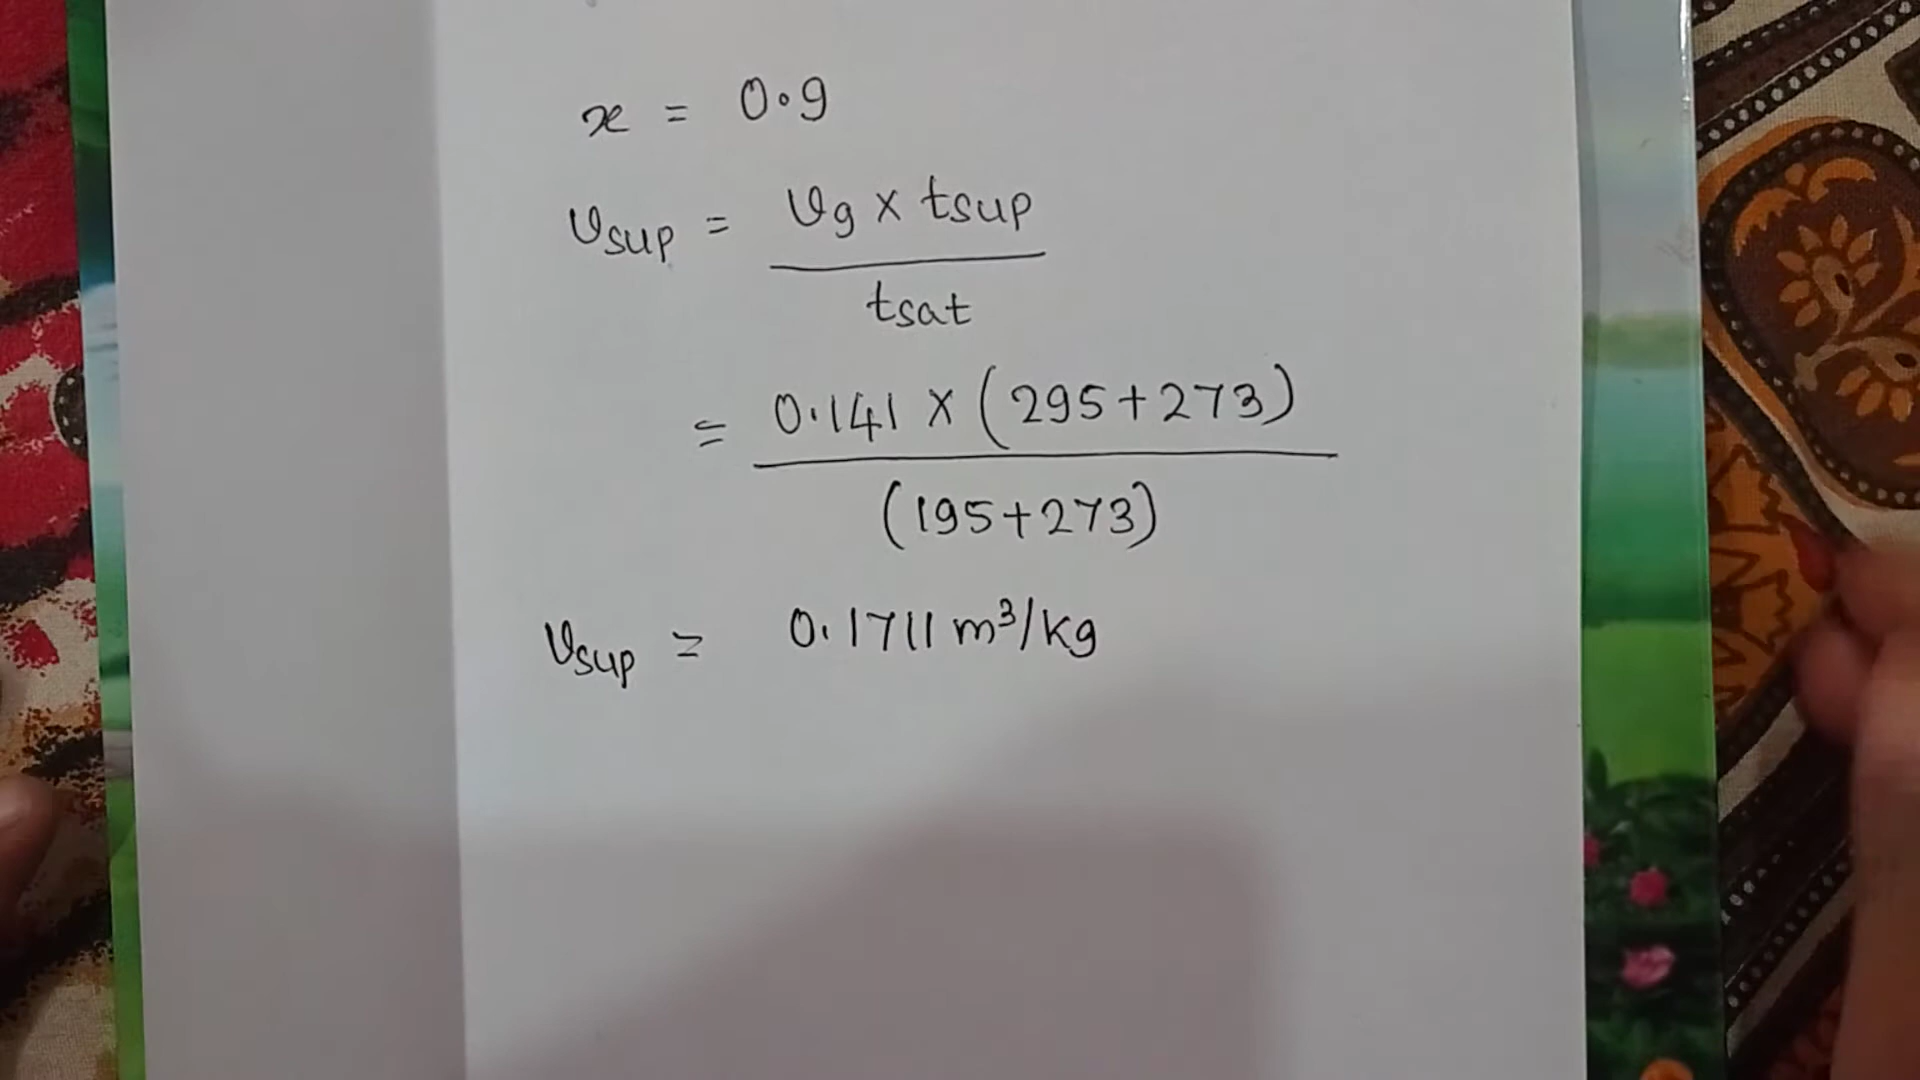 x = 0.9
vsup = vg x tsup
tsat
= 0.141 x (295+273)
(195+273)
vsup = 0.1711 m³/kg